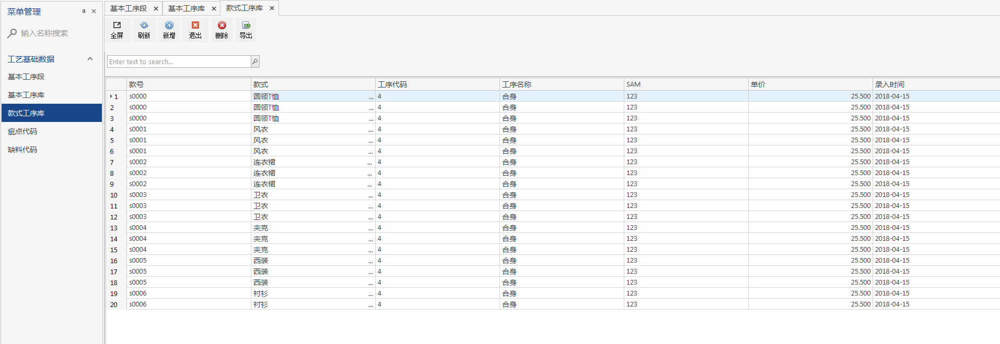 菜单管理
输入名称搜索
工艺基础数据
基本工序段
基本工序库
款式工序库
疵点代码
缺料代码
基本工序段 基本工序库 款式工序库
全屏 刷新 新增 退出 删除 导出
Enter text to search...
款号 款式 工序代码 工序名称 SAM 单价 录入时间
1 s0000 圆领T恤 ... 4 合身 123 25.500 2018-04-15
2 s0000 圆领T恤 ... 4 合身 123 25.500 2018-04-15
3 s0000 圆领T恤 ... 4 合身 123 25.500 2018-04-15
4 s0001 风衣 ... 4 合身 123 25.500 2018-04-15
5 s0001 风衣 ... 4 合身 123 25.500 2018-04-15
6 s0001 风衣 ... 4 合身 123 25.500 2018-04-15
7 s0002 连衣裙 ... 4 合身 123 25.500 2018-04-15
8 s0002 连衣裙 ... 4 合身 123 25.500 2018-04-15
9 s0002 连衣裙 ... 4 合身 123 25.500 2018-04-15
10 s0003 卫衣 ... 4 合身 123 25.500 2018-04-15
11 s0003 卫衣 ... 4 合身 123 25.500 2018-04-15
12 s0003 卫衣 ... 4 合身 123 25.500 2018-04-15
13 s0004 夹克 ... 4 合身 123 25.500 2018-04-15
14 s0004 夹克 ... 4 合身 123 25.500 2018-04-15
15 s0004 夹克 ... 4 合身 123 25.500 2018-04-15
16 s0005 西装 ... 4 合身 123 25.500 2018-04-15
17 s0005 西装 ... 4 合身 123 25.500 2018-04-15
18 s0005 西装 ... 4 合身 123 25.500 2018-04-15
19 s0006 衬衫 ... 4 合身 123 25.500 2018-04-15
20 s0006 衬衫 ... 4 合身 123 25.500 2018-04-15